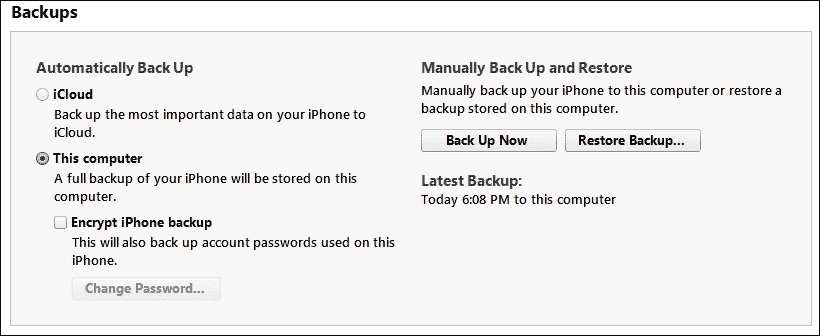 Backups
Automatically Back Up
iCloud
Back up the most important data on your iPhone to
iCloud.
This computer
A full backup of your iPhone will be stored on this
computer.
Encrypt iPhone backup
This will also back up account passwords used on this
iPhone.
Change Password...
Manually Back Up and Restore
Manually back up your iPhone to this computer or restore a
backup stored on this computer.
Back Up Now
Restore Backup...
Latest Backup:
Today 6:08 PM to this computer